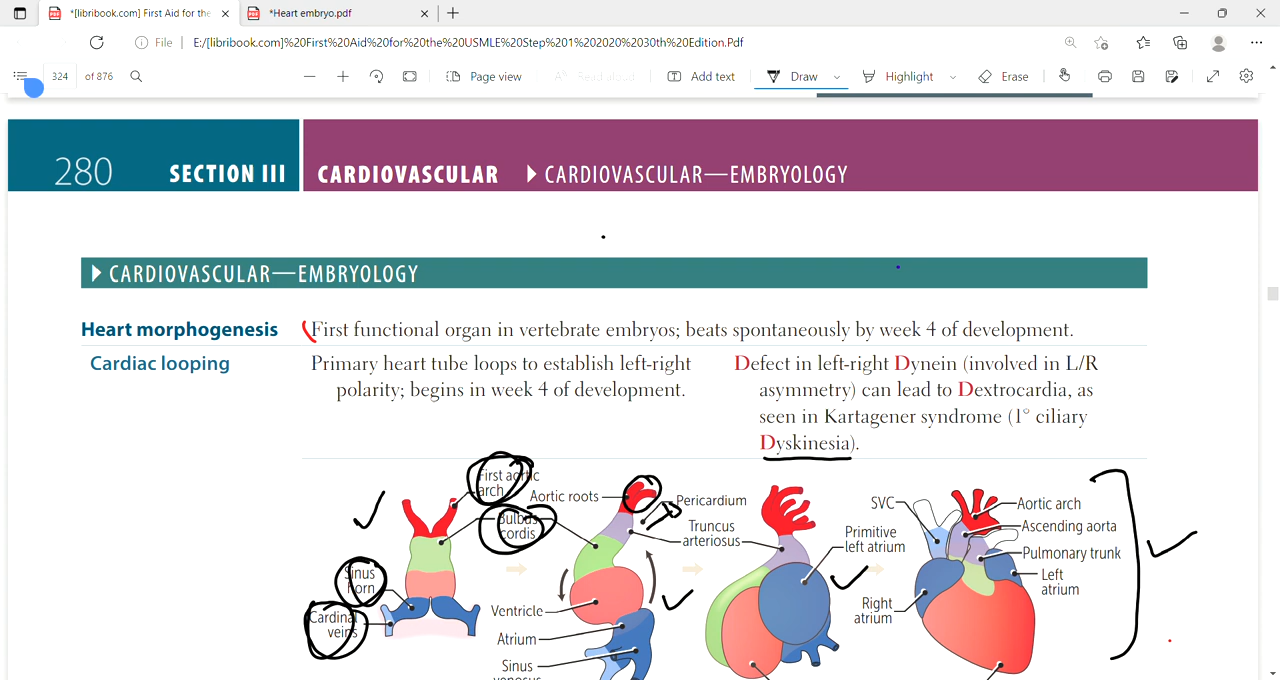 *[libribook.com] First Aid for the
*Heart embryo.pdf
File
E:/[libribook.com]%20First%20Aid%20for%20the%20USMLE%20Step%201%202020%2030th%20Edition.Pdf
324 of 876
Page view
Read aloud
Add text
Draw
Highlight
Erase
280 SECTION III CARDIOVASCULAR ▶ CARDIOVASCULAR—EMBRYOLOGY
▶ CARDIOVASCULAR—EMBRYOLOGY
Heart morphogenesis
First functional organ in vertebrate embryos; beats spontaneously by week 4 of development.
Cardiac looping
Primary heart tube loops to establish left-right
polarity; begins in week 4 of development.
Defect in left-right Dynein (involved in L/R
asymmetry) can lead to Dextrocardia, as
seen in Kartagener syndrome (1° ciliary
Dyskinesia).
First aortic
arch
Bulbus
cordis
Sinus
horn
Cardinal
veins
Aortic roots
Pericardium
Truncus
arteriosus
Ventricle
Atrium
Sinus
venosus
Primitive
left atrium
SVC
Right
atrium
Aortic arch
Ascending aorta
Pulmonary trunk
Left
atrium